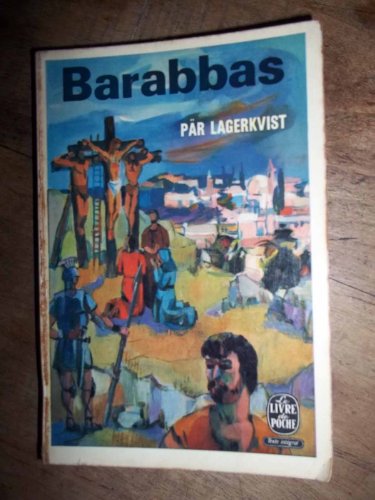 Barabbas
PÄR LAGERKVIST
Le
LIVRE
de
POCHE
Texte intégral